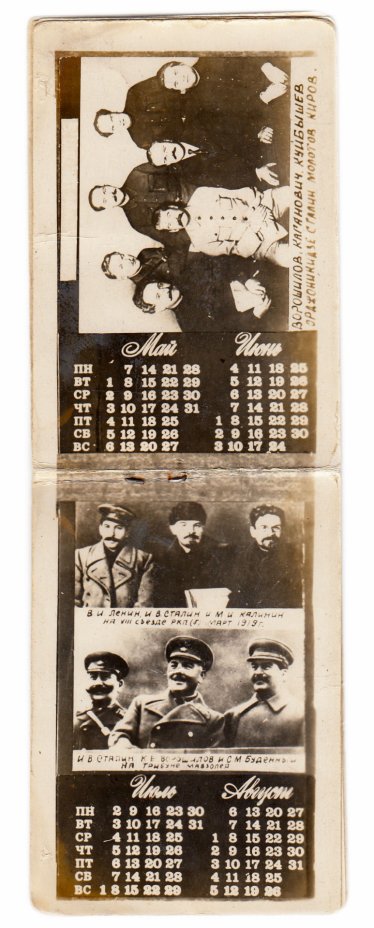 ВОРОШИЛОВ. КАГАНОВИЧ. КУЙБЫШЕВ
ОРДЖОНИКИДЗЕ СТАЛИН МОЛОТОВ КИРОВ.
Май Июнь
ПН 7 14 21 28 4 11 18 25
ВТ 1 8 15 22 29 5 12 19 26
СР 2 9 16 23 30 6 13 20 27
ЧТ 3 10 17 24 31 7 14 21 28
ПТ 4 11 18 25 1 8 15 22 29
СБ 5 12 19 26 2 9 16 23 30
ВС 6 13 20 27 3 10 17 24
В.И ЛЕНИН, И.В.СТАЛИН и М.И КАЛИНИН
НА VIII СЪЕЗДЕ РКП(б) МАРТ 1919г.
И.В СТАЛИН, К.Е ВОРОШИЛОВ И С.М БУДЕННЫЙ
НА ТРИБУНЕ МАВЗОЛЕЯ
Июль Август
ПН 2 9 16 23 30 6 13 20 27
ВТ 3 10 17 24 31 7 14 21 28
СР 4 11 18 25 1 8 15 22 29
ЧТ 5 12 19 26 2 9 16 23 30
ПТ 6 13 20 27 3 10 17 24 31
СБ 7 14 21 28 4 11 18 25
ВС 1 8 15 22 29 5 12 19 26